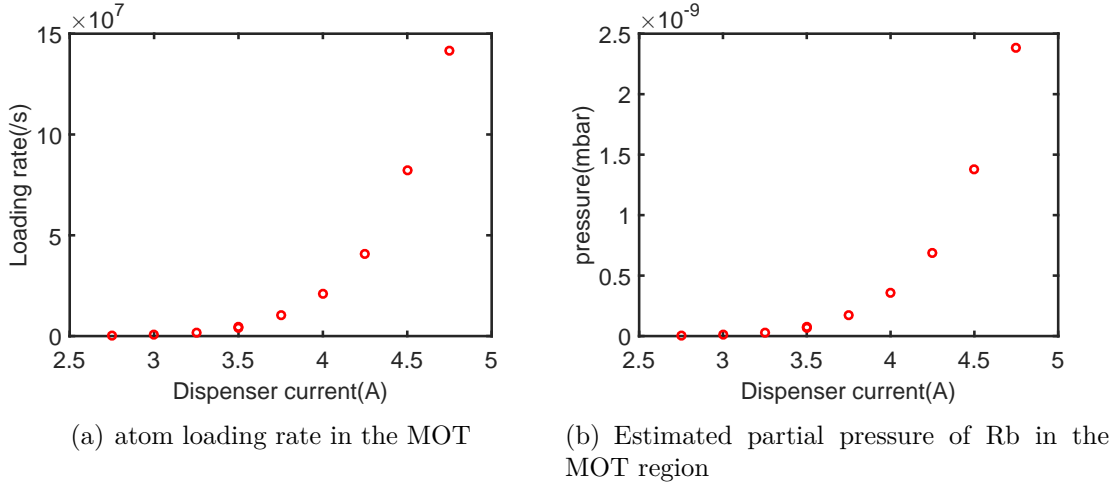 ×10^7
15
10
5
0
2.5 3 3.5 4 4.5 5
Loading rate(/s)
Dispenser current(A)
(a) atom loading rate in the MOT
×10^-9
2.5
2
1.5
1
0.5
0
2.5 3 3.5 4 4.5 5
pressure(mbar)
Dispenser current(A)
(b) Estimated partial pressure of Rb in the
MOT region